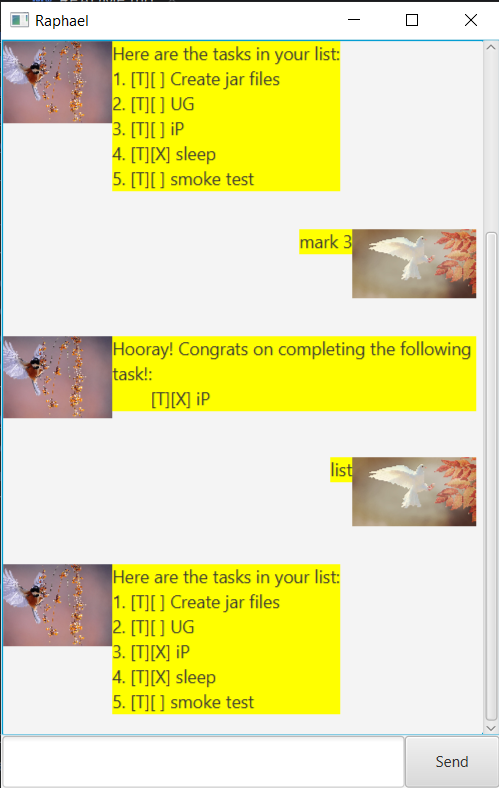 Raphael
Here are the tasks in your list:
1. [T][ ] Create jar files
2. [T][ ] UG
3. [T][ ] iP
4. [T][X] sleep
5. [T][ ] smoke test
mark 3
Hooray! Congrats on completing the following
task!:
[T][X] iP
list
Here are the tasks in your list:
1. [T][ ] Create jar files
2. [T][ ] UG
3. [T][X] iP
4. [T][X] sleep
5. [T][ ] smoke test
Send